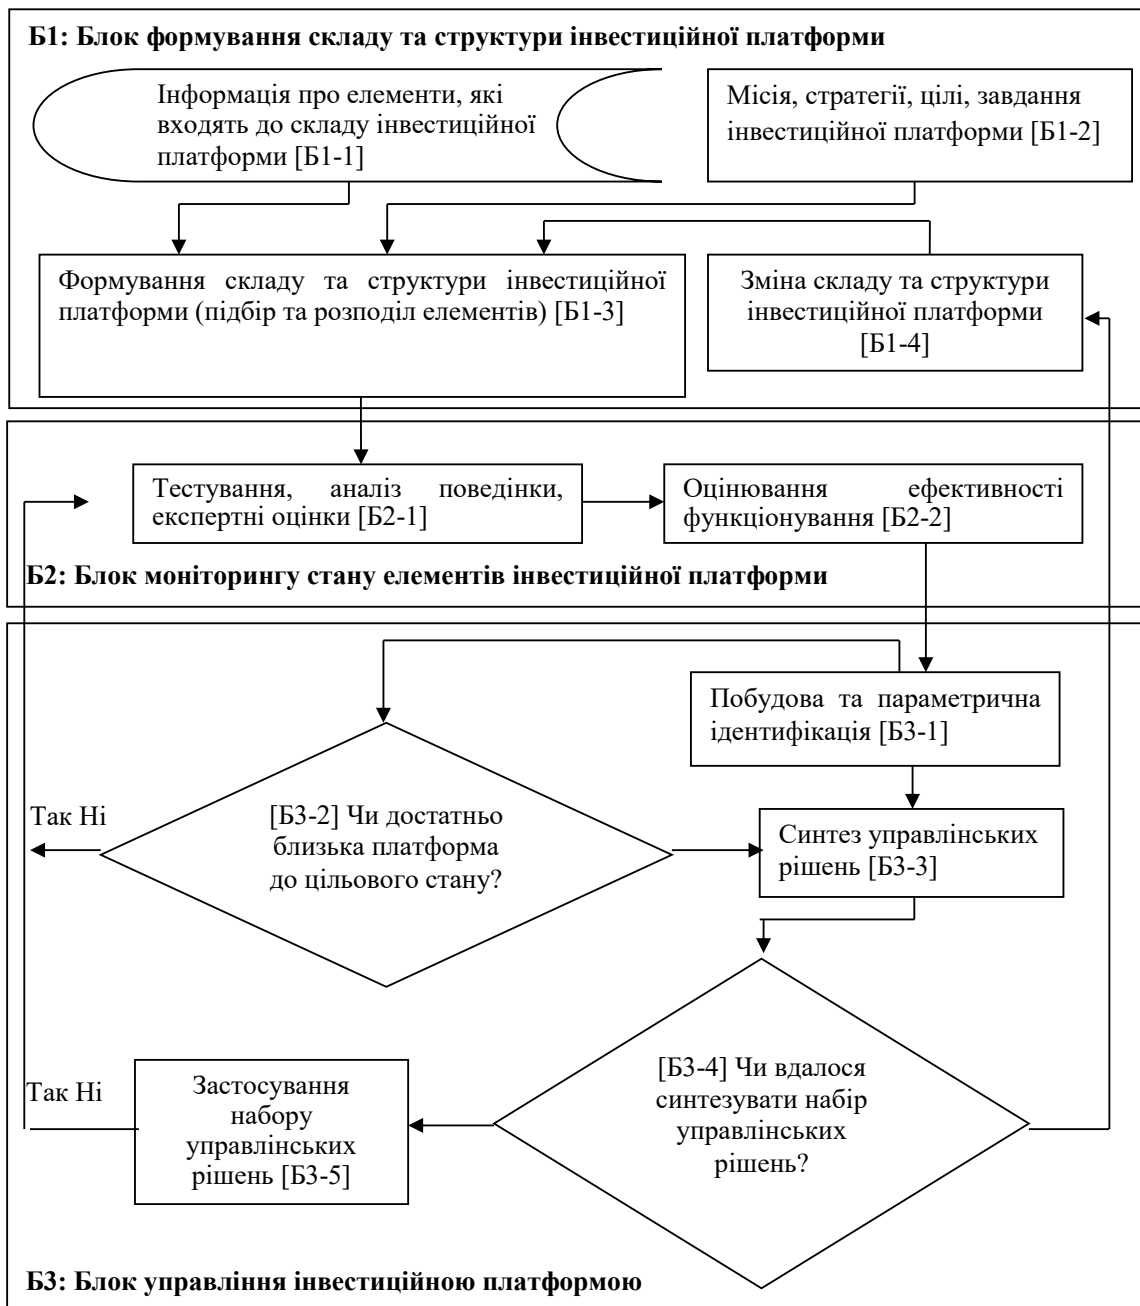 Б1: Блок формування складу та структури інвестиційної платформи
Інформація про елементи, які
входять до складу інвестиційної
платформи [Б1-1]
Місія, стратегії, цілі, завдання
інвестиційної платформи [Б1-2]
Формування складу та структури інвестиційної
платформи (підбір та розподіл елементів) [Б1-3]
Зміна складу та структури
інвестиційної платформи
[Б1-4]
Тестування, аналіз поведінки,
експертні оцінки [Б2-1]
Оцінювання ефективності
функціонування [Б2-2]
Б2: Блок моніторингу стану елементів інвестиційної платформи
Побудова та параметрична
ідентифікація [Б3-1]
Так Ні
[Б3-2] Чи достатньо
близька платформа
до цільового стану?
Синтез управлінських
рішень [Б3-3]
Так Ні
Застосування
набору
управлінських
рішень [Б3-5]
[Б3-4] Чи вдалося
синтезувати набір
управлінських
рішень?
Б3: Блок управління інвестиційною платформою